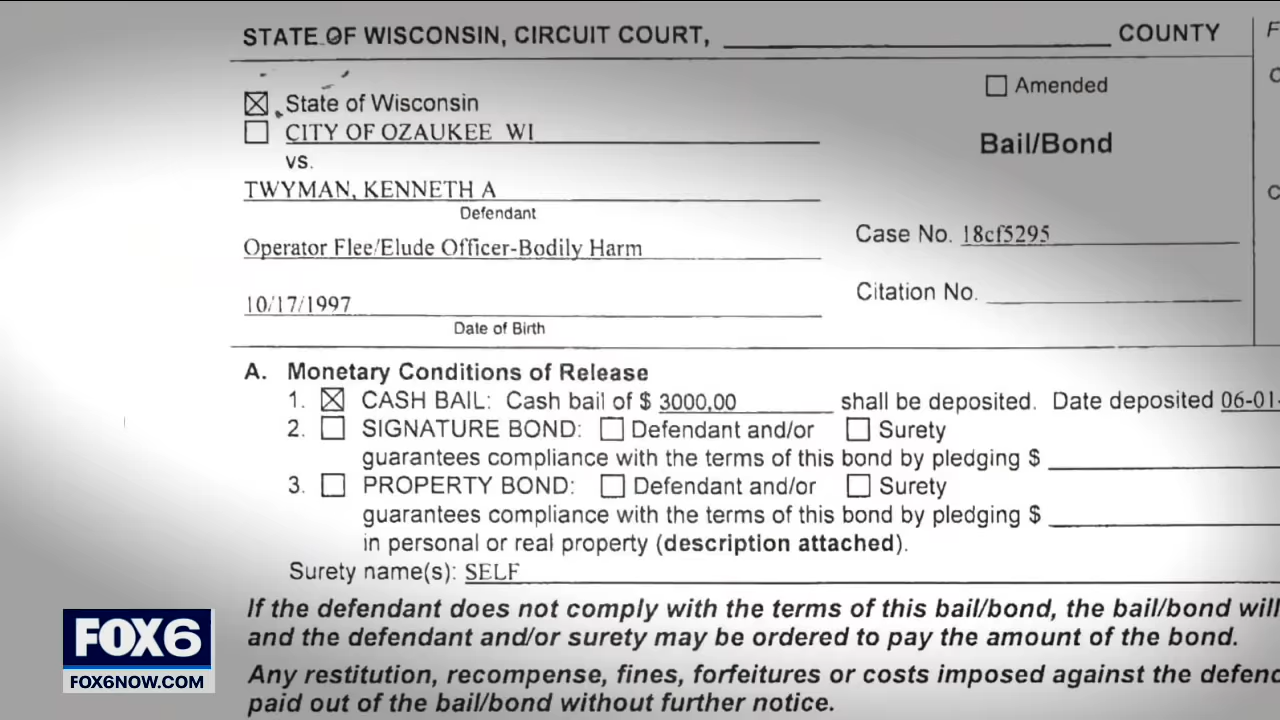 STATE OF WISCONSIN, CIRCUIT COURT, COUNTY
Amended
State of Wisconsin
CITY OF OZAUKEE WI
Bail/Bond
vs.
TWYMAN, KENNETH A
Defendant
Case No. 18cf5295
Operator Flee/Elude Officer-Bodily Harm
Citation No.
10/17/1997
Date of Birth
A. Monetary Conditions of Release
1. CASH BAIL: Cash bail of $ 3000,00 shall be deposited. Date deposited 06-01-
2. SIGNATURE BOND: Defendant and/or Surety
guarantees compliance with the terms of this bond by pledging $
3. PROPERTY BOND: Defendant and/or Surety
guarantees compliance with the terms of this bond by pledging $
in personal or real property (description attached).
Surety name(s): SELF
If the defendant does not comply with the terms of this bail/bond, the bail/bond will
and the defendant and/or surety may be ordered to pay the amount of the bond.
Any restitution, recompense, fines, forfeitures or costs imposed against the
paid out of the bail/bond without further notice.
FOX6
FOX6NOW.COM